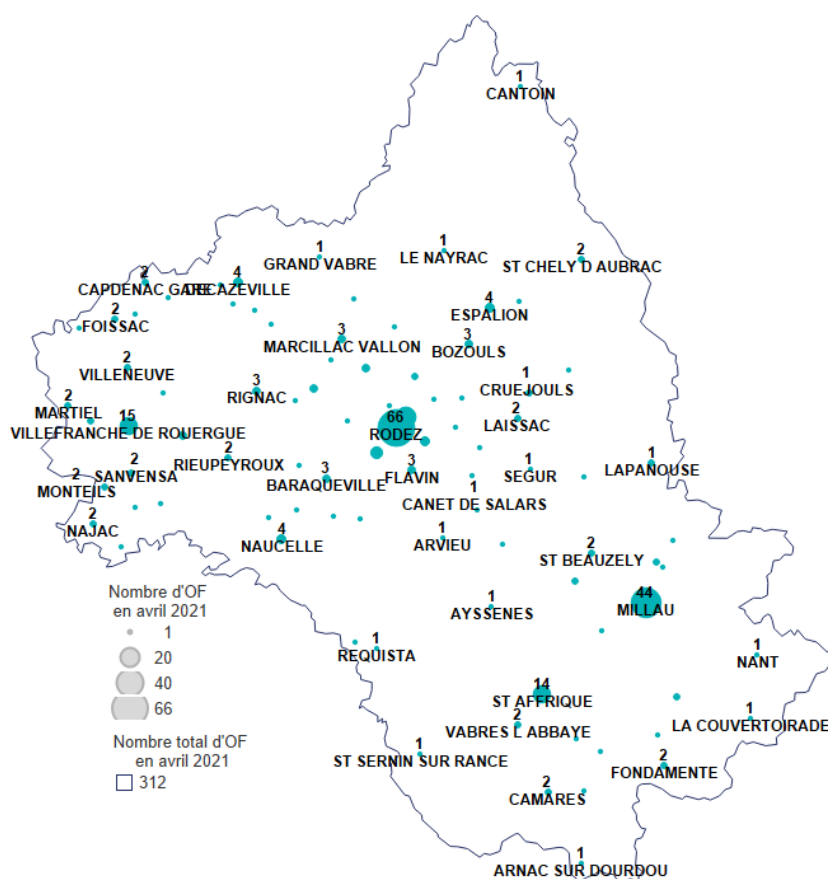 1
CANTOIN
1
GRAND VABRE
1
LE NAYRAC
2
ST CHELY D AUBRAC
2
CAPDENAC GARE
4
DECAZEVILLE
2
FOISSAC
4
ESPALION
3
MARCILLAC VALLON
3
BOZOULS
2
VILLENEUVE
3
RIGNAC
1
CRUEJOULS
2
MARTIEL
15
VILLEFRANCHE DE ROUERGUE
66
RODEZ
2
LAISSAC
2
RIEUPEYROUX
2
SANVENSA
2
MONTEILS
3
BARAQUEVILLE
3
FLAVIN
1
SEGUR
1
LAPANOUSE
1
CANET DE SALARS
2
NAJAC
4
NAUCELLE
1
ARVIEU
2
ST BEAUZELY
44
MILLAU
1
AYSSENES
1
REQUISTA
1
NANT
14
ST AFFRIQUE
2
VABRES L ABBAYE
1
LA COUVERTOIRADE
1
ST SERNIN SUR RANCE
2
FONDAMENTE
2
CAMARES
1
ARNAC SUR DOURDOU
Nombre d'OF
en avril 2021
1
20
40
66
Nombre total d'OF
en avril 2021
312